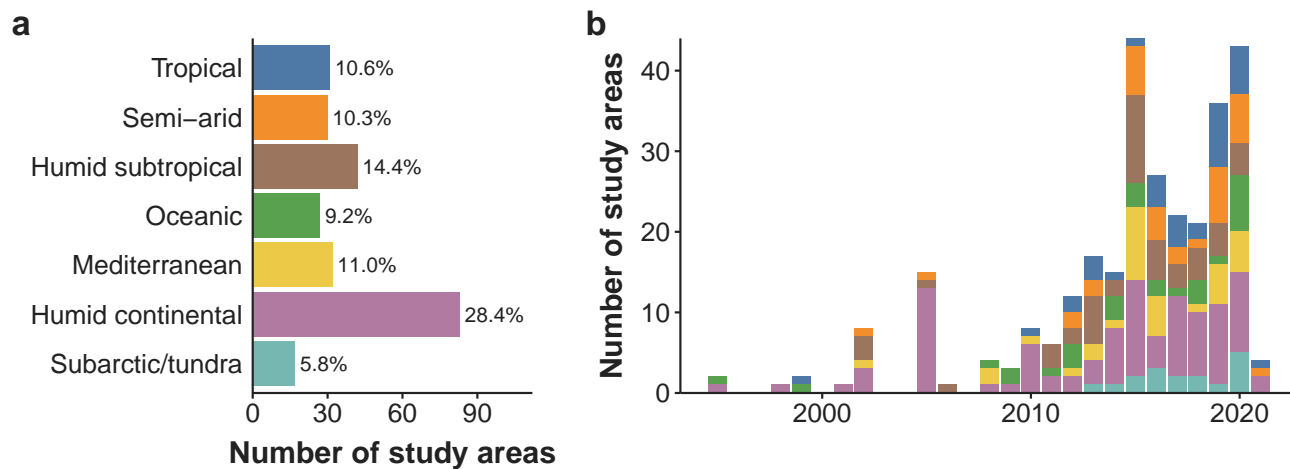 a
Tropical
10.6%
Semi−arid
10.3%
Humid subtropical
14.4%
Oceanic
9.2%
Mediterranean
11.0%
Humid continental
28.4%
Subarctic/tundra
5.8%
0 30 60 90
Number of study areas
b
Number of study areas
40
30
20
10
0
2000 2010 2020